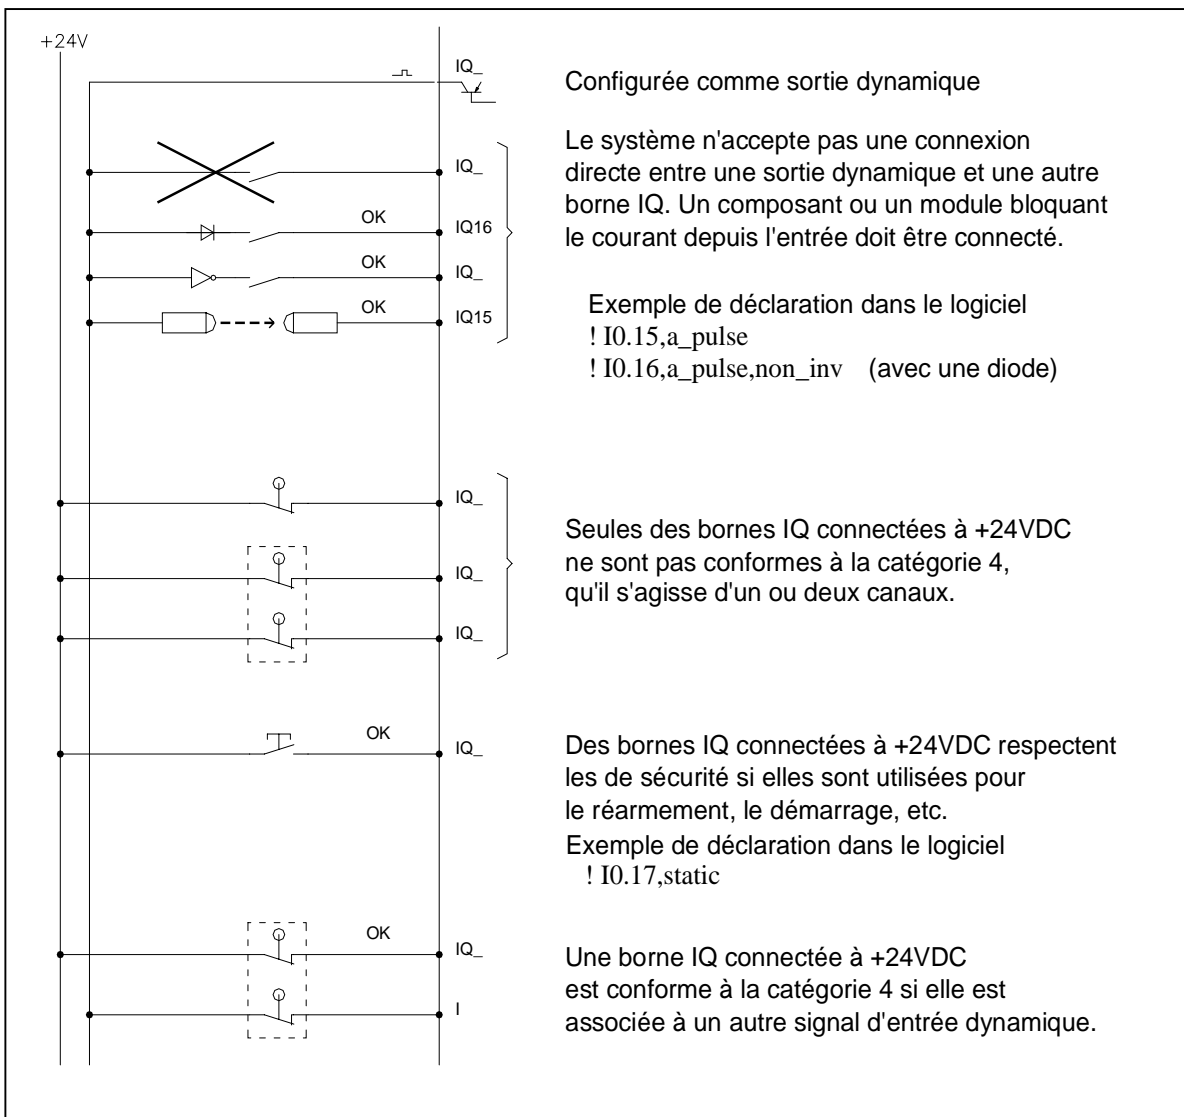 +24V
IQ_
Configurée comme sortie dynamique
Le système n'accepte pas une connexion
directe entre une sortie dynamique et une autre
borne IQ. Un composant ou un module bloquant
le courant depuis l'entrée doit être connecté.
IQ_
OK
IQ16
OK
IQ_
OK
IQ15
Exemple de déclaration dans le logiciel
! I0.15,a_pulse
! I0.16,a_pulse,non_inv (avec une diode)
IQ_
IQ_
IQ_
Seules des bornes IQ connectées à +24VDC
ne sont pas conformes à la catégorie 4,
qu'il s'agisse d'un ou deux canaux.
OK
IQ_
Des bornes IQ connectées à +24VDC respectent
les de sécurité si elles sont utilisées pour
le réarmement, le démarrage, etc.
Exemple de déclaration dans le logiciel
! I0.17,static
OK
IQ_
I
Une borne IQ connectée à +24VDC
est conforme à la catégorie 4 si elle est
associée à un autre signal d'entrée dynamique.